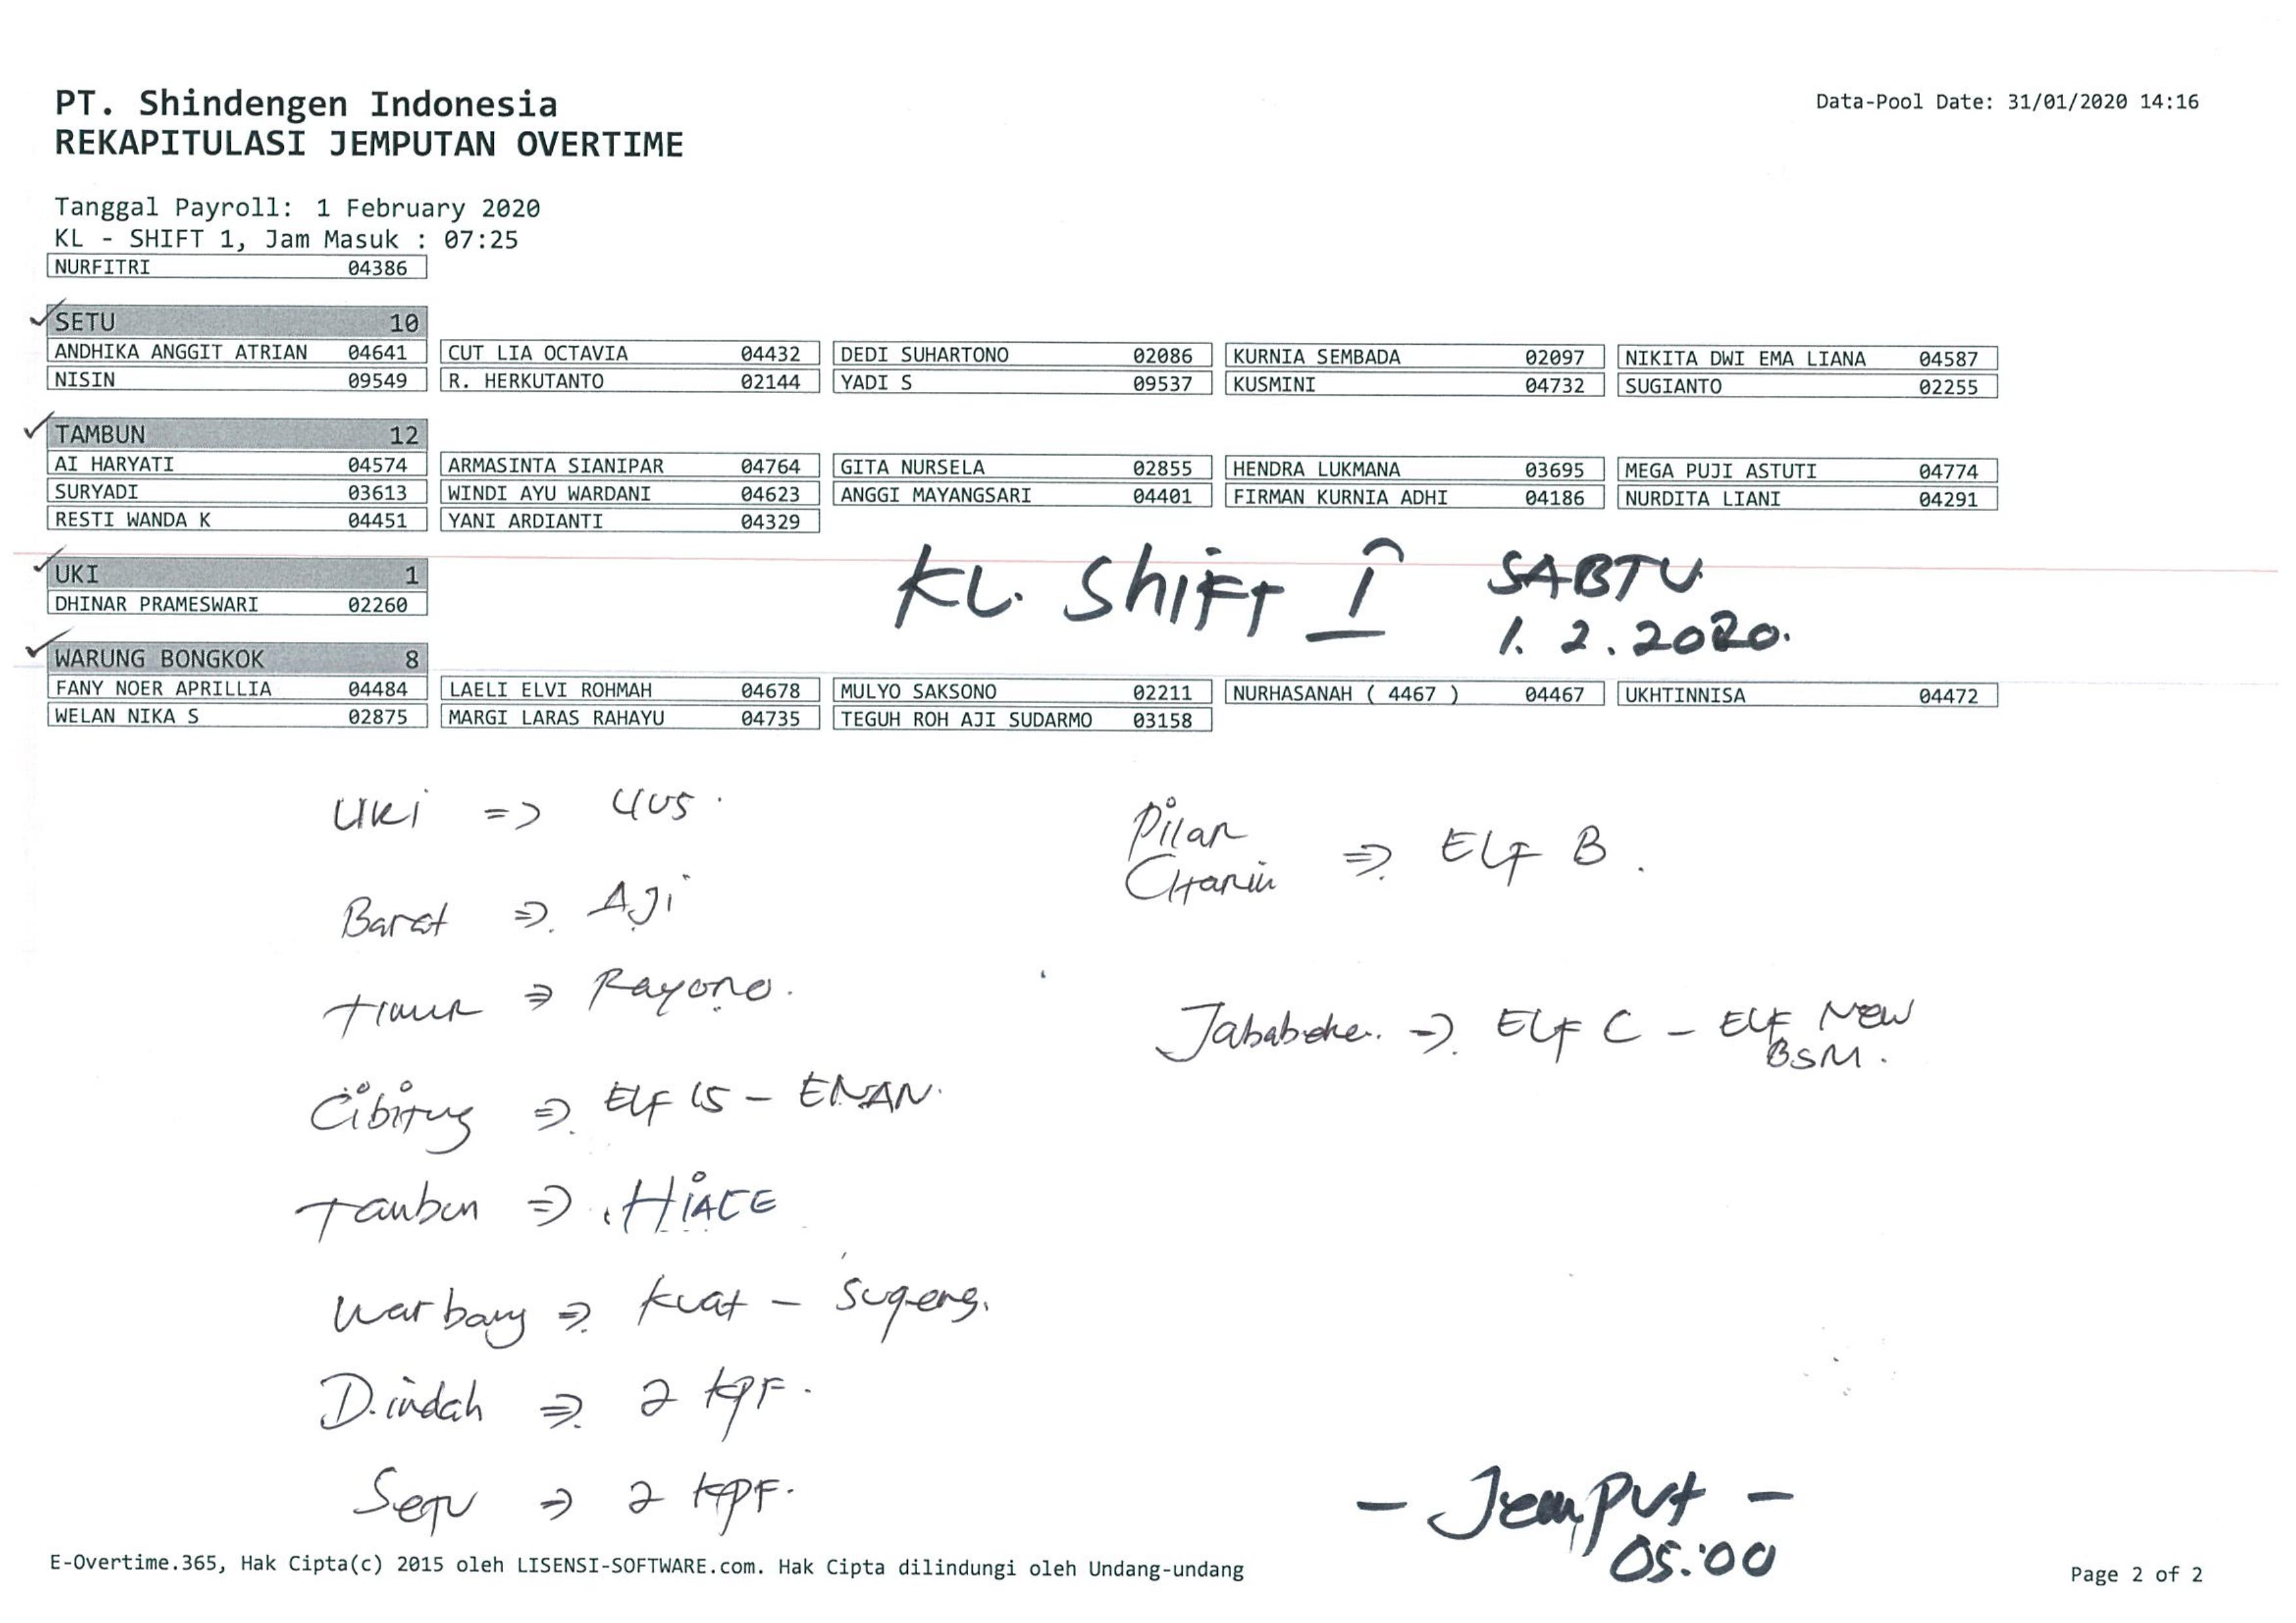 PT. Shindengen Indonesia
Data-Pool Date: 31/01/2020 14:16
REKAPITULASI JEMPUTAN OVERTIME
Tanggal Payroll: 1 February 2020
KL - SHIFT 1, Jam Masuk : 07:25
NURFITRI 04386
SETU 10
ANDHIKA ANGGIT ATRIAN 04641 CUT LIA OCTAVIA 04432 DEDI SUHARTONO 02086 KURNIA SEMBADA 02097 NIKITA DWI EMA LIANA 04587
NISIN 09549 R. HERKUTANTO 02144 YADI S 09537 KUSMINI 04732 SUGIANTO 02255
TAMBUN 12
AI HARYATI 04574 ARMASINTA SIANIPAR 04764 GITA NURSELA 02855 HENDRA LUKMANA 03695 MEGA PUJI ASTUTI 04774
SURYADI 03613 WINDI AYU WARDANI 04623 ANGGI MAYANGSARI 04401 FIRMAN KURNIA ADHI 04186 NURDITA LIANI 04291
RESTI WANDA K 04451 YANI ARDIANTI 04329
UKI 1
DHINAR PRAMESWARI 02260
KL. Shift I SABTU
1.2.2020.
WARUNG BONGKOK 8
FANY NOER APRILLIA 04484 LAELI ELVI ROHMAH 04678 MULYO SAKSONO 02211 NURHASANAH ( 4467 ) 04467 UKHTINNISA 04472
WELAN NIKA S 02875 MARGI LARAS RAHAYU 04735 TEGUH ROH AJI SUDARMO 03158
Uki =>
Pilar
=> ELF B.
Barat => AJi
Timur => Rayono.
=> ELF C - ELF New
BSM.
Cibitung => ELF 15 - ENAN.
Tambun => HiACE
=> Kuat - Sugeng.
D.indah => 2 KPF.
Setu => 2 KPF.
- Jemput -
05:00
E-Overtime.365, Hak Cipta(c) 2015 oleh LISENSI-SOFTWARE.com. Hak Cipta dilindungi oleh Undang-undang
Page 2 of 2